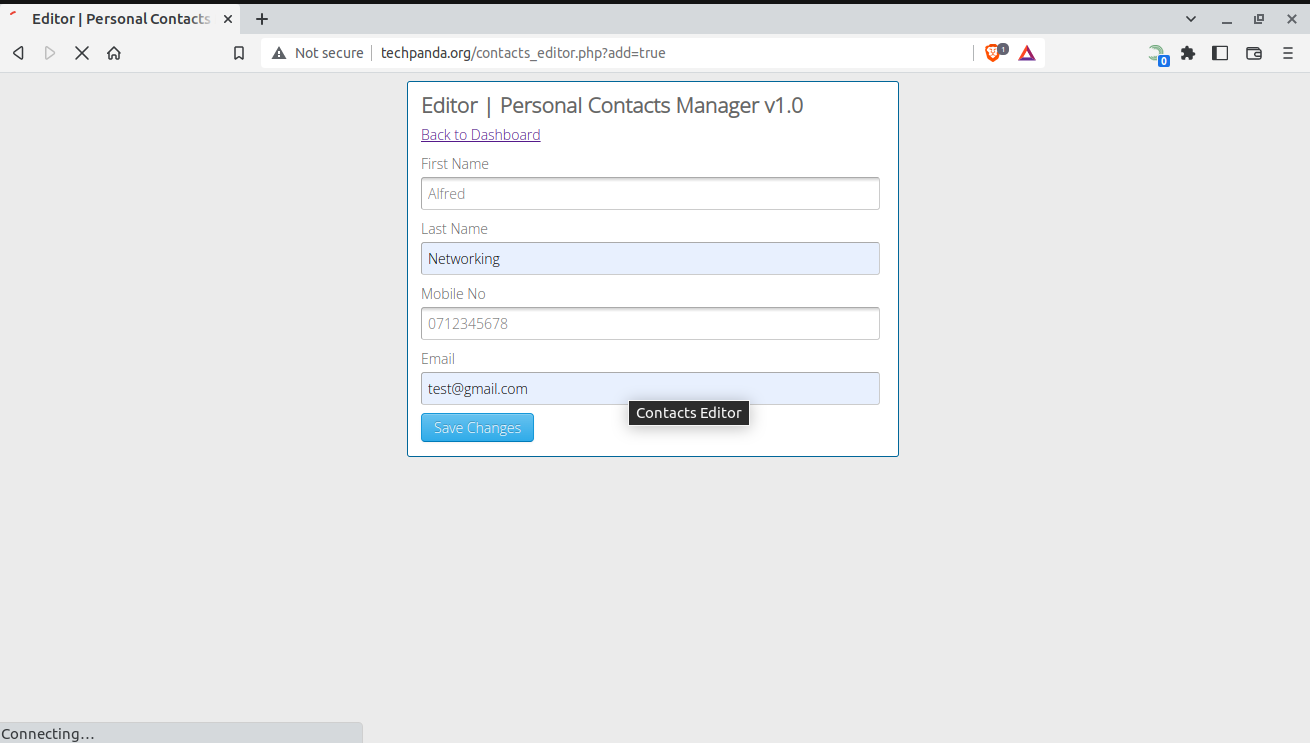 Editor | Personal Contacts
Not secure
techpanda.org/contacts_editor.php?add=true
1
0
Editor | Personal Contacts Manager v1.0
Back to Dashboard
First Name
Alfred
Last Name
Networking
Mobile No
0712345678
Email
test@gmail.com
Contacts Editor
Save Changes
Connecting...